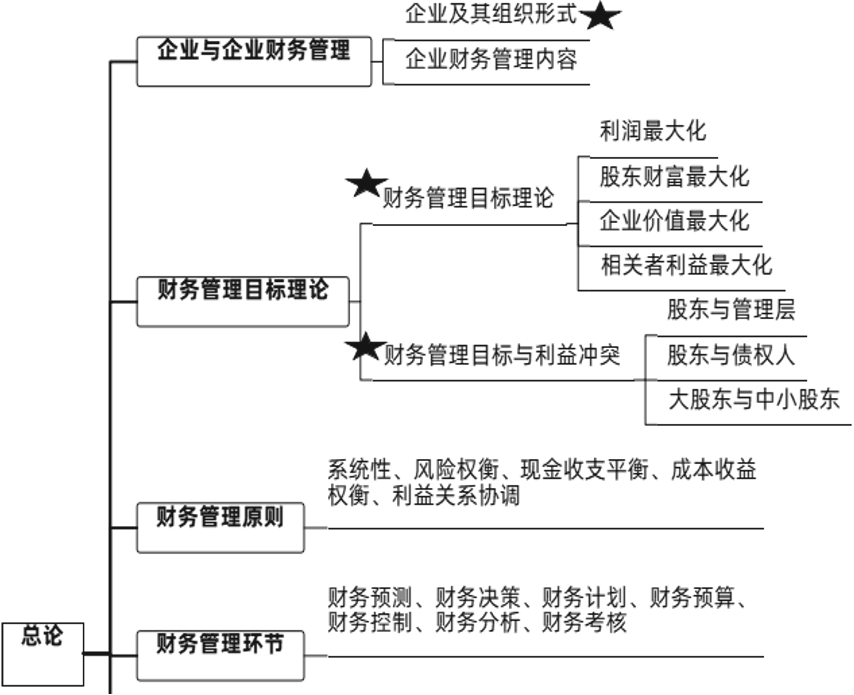 企业及其组织形式
企业与企业财务管理
企业财务管理内容
利润最大化
股东财富最大化
财务管理目标理论
企业价值最大化
相关者利益最大化
财务管理目标理论
股东与管理层
财务管理目标与利益冲突
股东与债权人
大股东与中小股东
系统性、风险权衡、现金收支平衡、成本收益
权衡、利益关系协调
财务管理原则
财务预测、财务决策、财务计划、财务预算、
财务控制、财务分析、财务考核
总论
财务管理环节